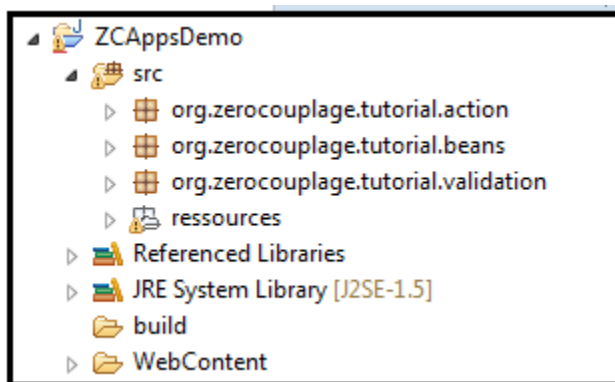 ZCAppsDemo
src
org.zerocouplage.tutorial.action
org.zerocouplage.tutorial.beans
org.zerocouplage.tutorial.validation
ressources
Referenced Libraries
JRE System Library [J2SE-1.5]
build
WebContent